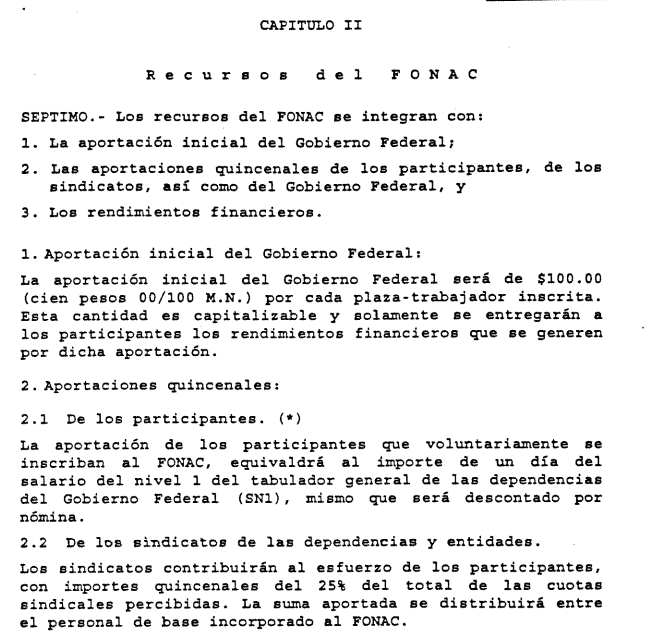 CAPITULO II
Recursos del FONAC
SEPTIMO.- Los recursos del FONAC se integran con:
1. La aportación inicial del Gobierno Federal;
2. Las aportaciones quincenales de los participantes, de los
sindicatos, así como del Gobierno Federal, y
3. Los rendimientos financieros.
1. Aportación inicial del Gobierno Federal:
La aportación inicial del Gobierno Federal será de $100.00
(cien pesos 00/100 M.N.) por cada plaza-trabajador inscrita.
Esta cantidad es capitalizable y solamente se entregarán a
los participantes los rendimientos financieros que se generen
por dicha aportación.
2. Aportaciones quincenales:
2.1 De los participantes. (*)
La aportación de los participantes que voluntariamente se
inscriban al FONAC, equivaldrá al importe de un día del
salario del nivel 1 del tabulador general de las dependencias
del Gobierno Federal (SN1), mismo que será descontado por
nómina.
2.2 De los sindicatos de las dependencias y entidades.
Los sindicatos contribuirán al esfuerzo de los participantes,
con importes quincenales del 25% del total de las cuotas
sindicales percibidas. La suma aportada se distribuirá entre
el personal de base incorporado al FONAC.